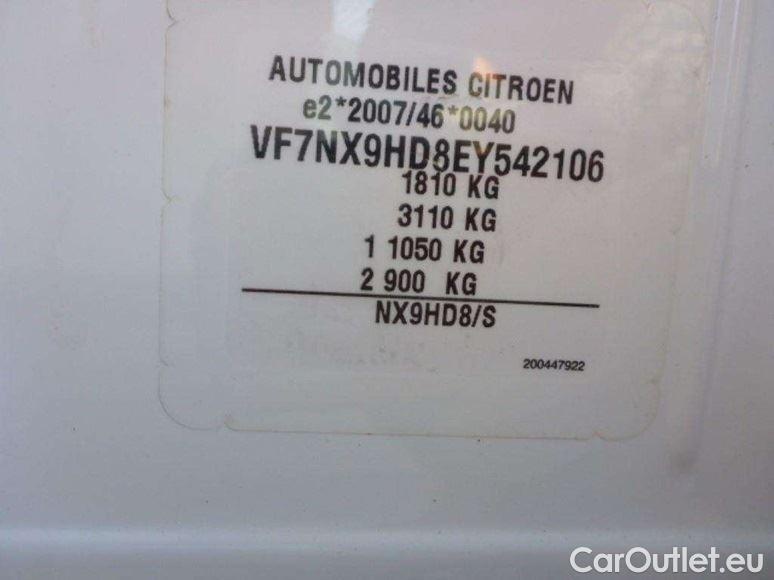 AUTOMOBILES CITROEN
e2*2007/46*0040
VF7NX9HD8EY542106
1810 KG
3110 KG
1 1050 KG
2 900 KG
NX9HD8/S
200447922
CarOutlet.eu